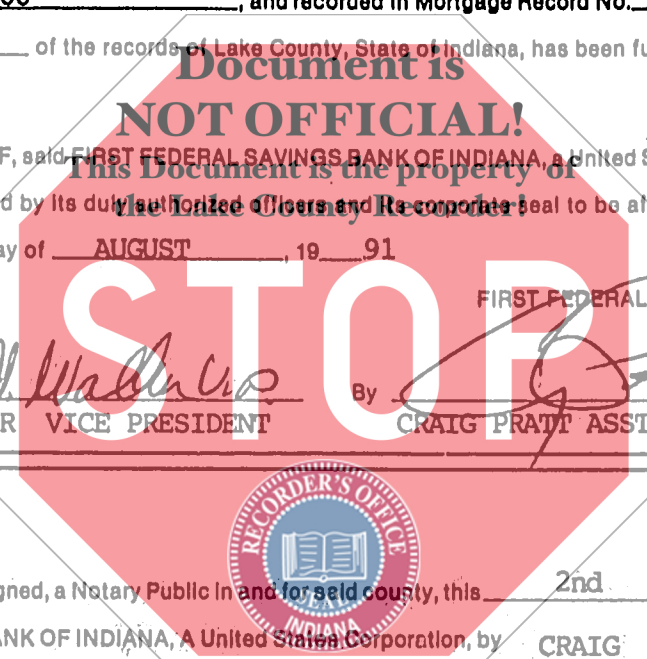 , and recorded in Mortgage Record No.
of the records of Lake County, State of Indiana, has been fu
Document is
NOT OFFICIAL!
F, said FIRST FEDERAL SAVINGS BANK OF INDIANA, a United S
This Document is the property of
d by its duly authorized officers and its corporate seal to be af
the Lake County Recorder!
ay of AUGUST, 19 91
STOP
FIRST FEDERAL
By
R VICE PRESIDENT
CRAIG PRATT ASST
RECORDER'S OFFICE
SEAL
INDIANA
gned, a Notary Public in and for said county, this 2nd
ANK OF INDIANA, A United States Corporation, by CRAIG